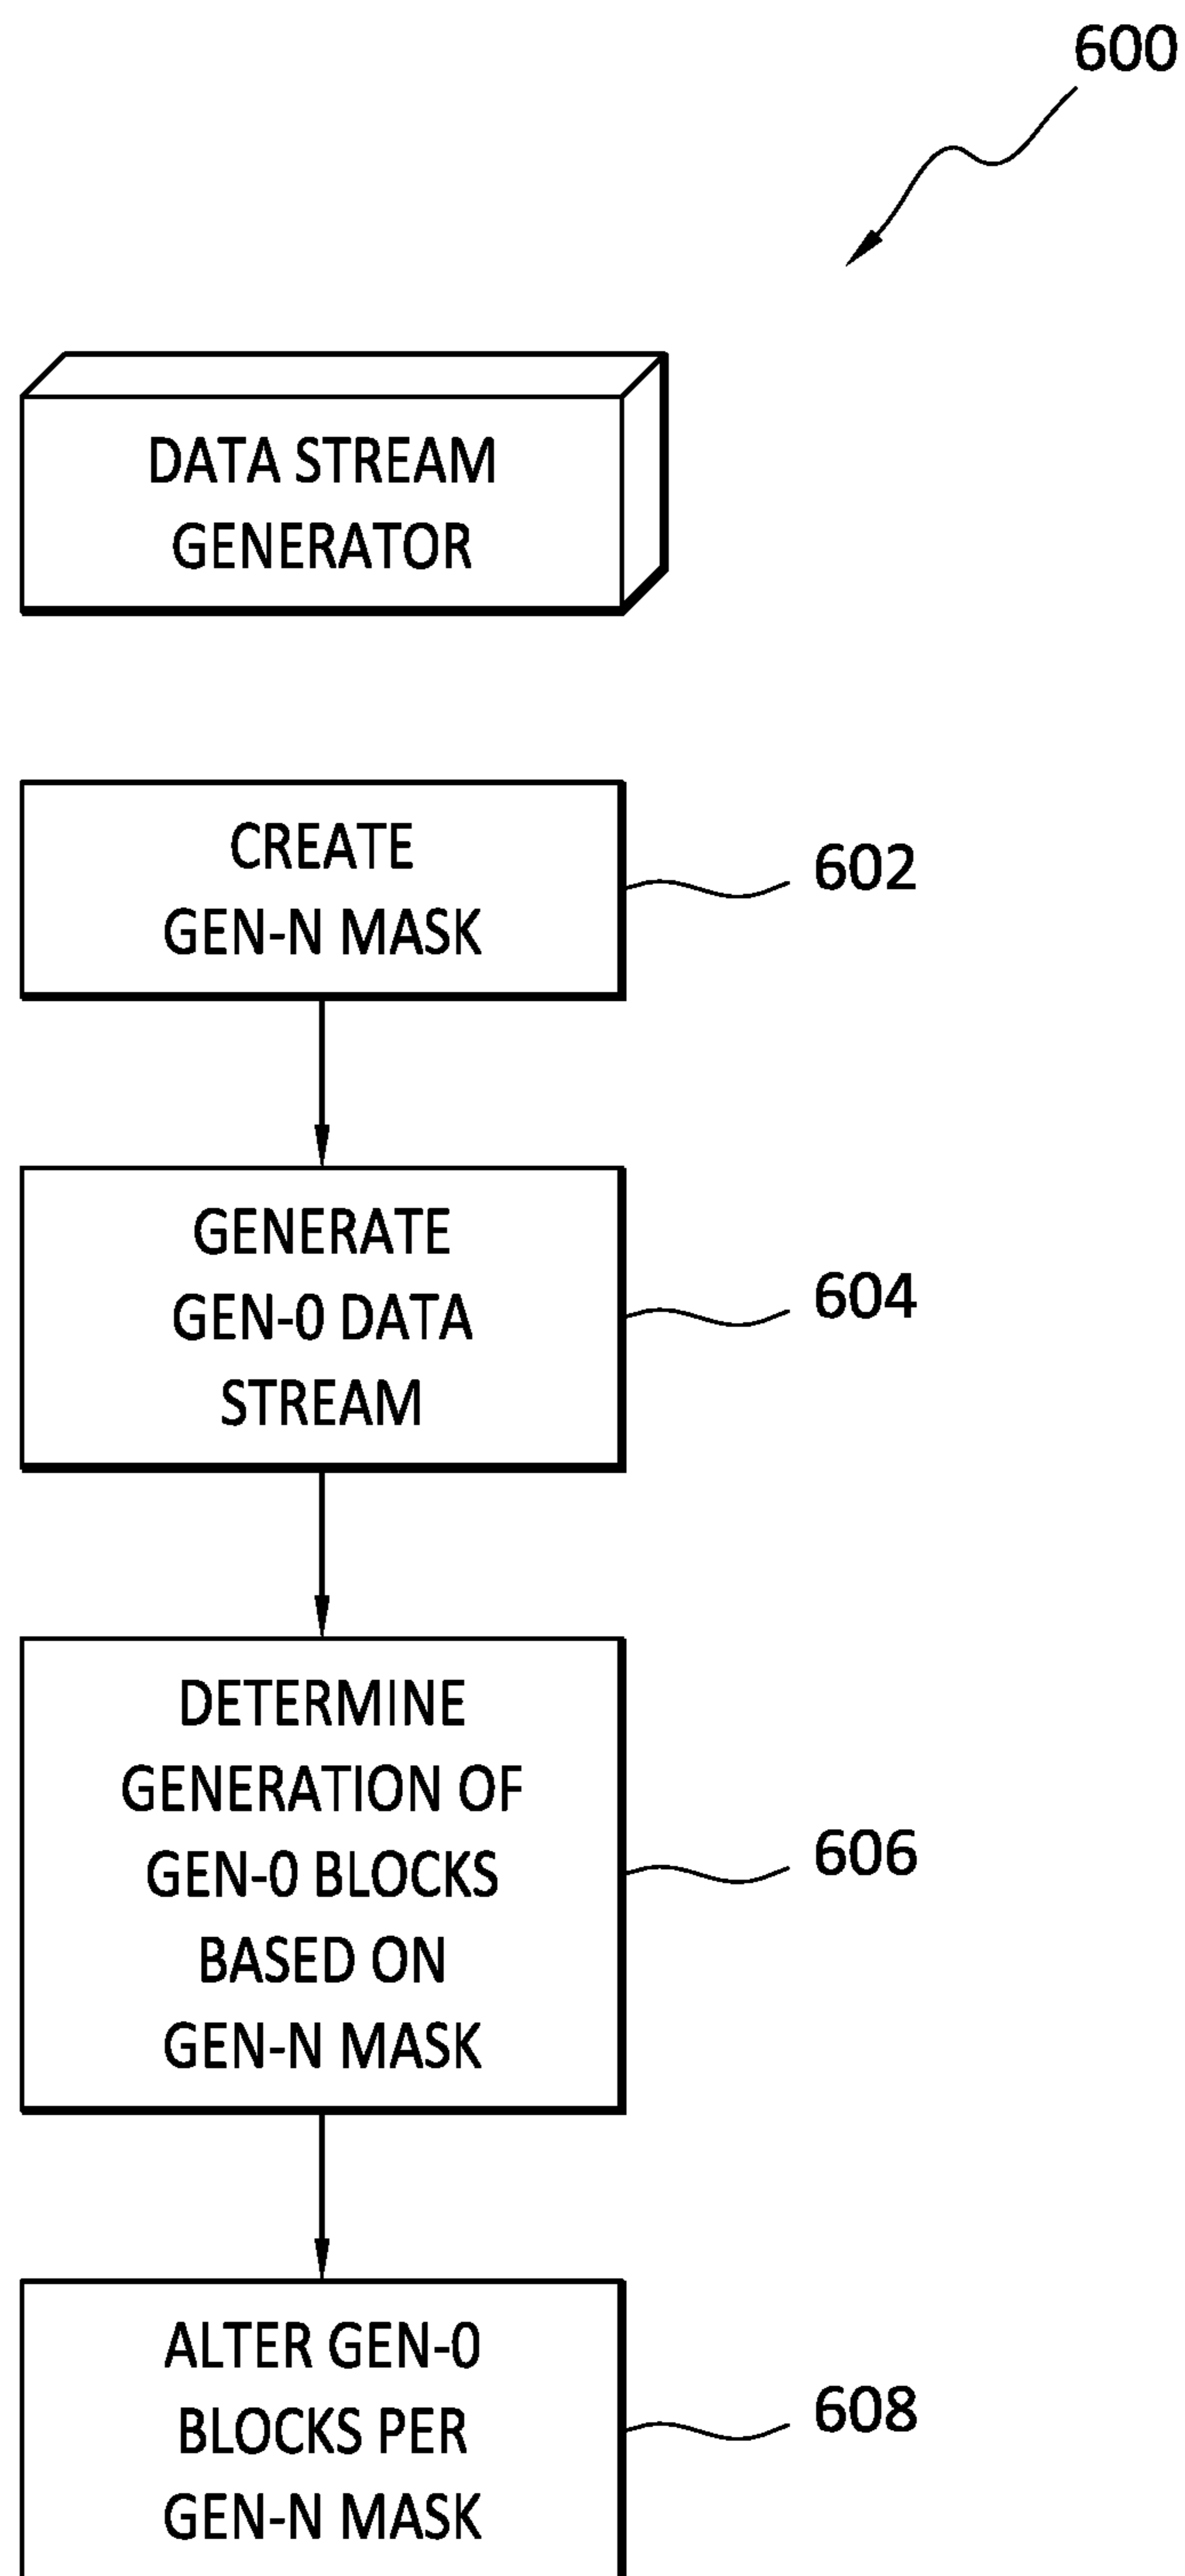 600
DATA STREAM
GENERATOR
CREATE
GEN-N MASK
602
GENERATE
GEN-0 DATA
STREAM
604
DETERMINE
GENERATION OF
GEN-0 BLOCKS
BASED ON
GEN-N MASK
606
ALTER GEN-0
BLOCKS PER
GEN-N MASK
608